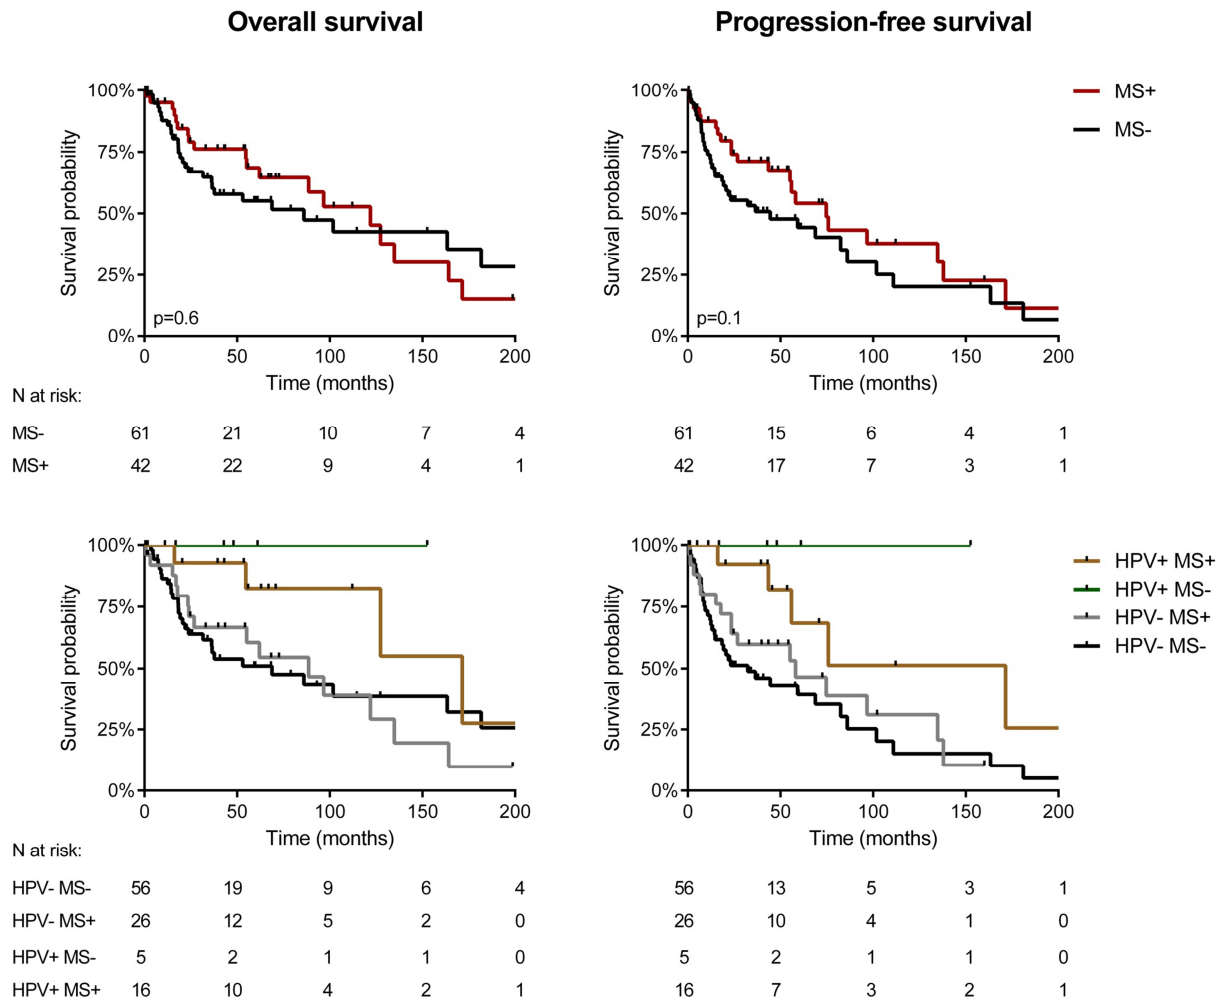 Overall survival
Progression-free survival
100%
75%
50%
25%
0%
Survival probability
p=0.6
0 50 100 150 200
Time (months)
100%
75%
50%
25%
0%
Survival probability
p=0.1
0 50 100 150 200
Time (months)
MS+
MS-
N at risk:
MS- 61 21 10 7 4 61 15 6 4 1
MS+ 42 22 9 4 1 42 17 7 3 1
100%
75%
50%
25%
0%
Survival probability
0 50 100 150 200
Time (months)
100%
75%
50%
25%
0%
Survival probability
0 50 100 150 200
Time (months)
HPV+ MS+
HPV+ MS-
HPV- MS+
HPV- MS-
N at risk:
HPV- MS- 56 19 9 6 4 56 13 5 3 1
HPV- MS+ 26 12 5 2 0 26 10 4 1 0
HPV+ MS- 5 2 1 1 0 5 2 1 1 0
HPV+ MS+ 16 10 4 2 1 16 7 3 2 1